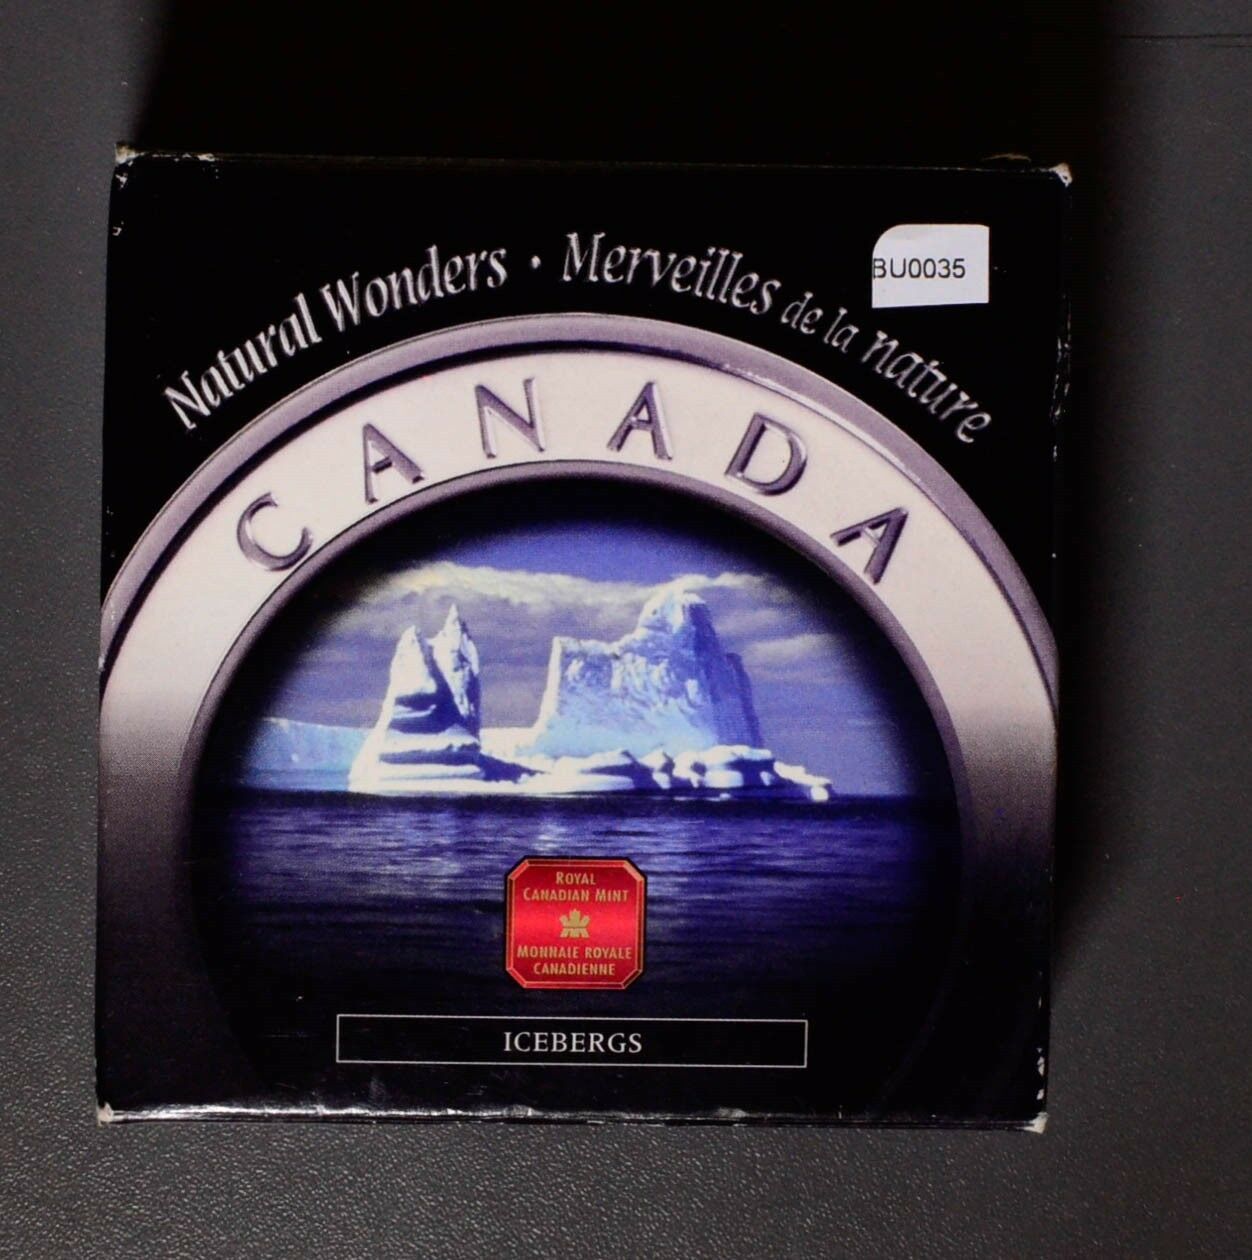 Natural Wonders · Merveilles de la nature
BU0035
CANADA
ROYAL
CANADIAN MINT
MONNAIE ROYALE
CANADIENNE
ICEBERGS